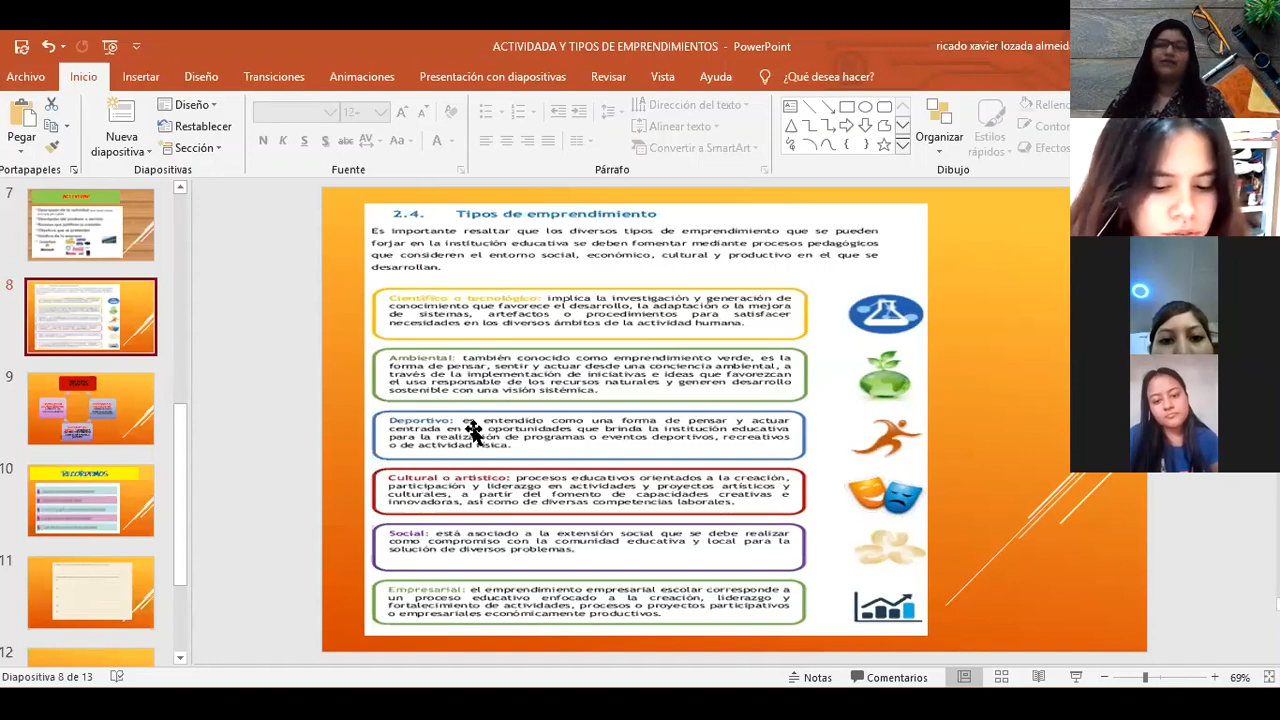 ACTIVIDADA Y TIPOS DE EMPRENDIMIENTOS - PowerPoint
ricado xavier lozada almeida
Archivo Inicio Insertar Diseño Transiciones Animaciones Presentación con diapositivas Revisar Vista Ayuda ¿Qué desea hacer?
Pegar
Portapapeles
Nueva
diapositiva
Diseño
Restablecer
Sección
Diapositivas
12+
N K S S abc AV Aa A
Fuente
Dirección del texto
Alinear texto
Convertir a SmartArt
Párrafo
Organizar
Estilos
rápidos
Dibujo
7
8
9
10
RECORDEMOS
11
12
2.4. Tipos de emprendimiento
Es importante resaltar que los diversos tipos de emprendimiento que se pueden
forjar en la institución educativa se deben fomentar mediante procesos pedagógicos
que consideren el entorno social, económico, cultural y productivo en el que se
desarrollan.
Científico o tecnológico: implica la investigación y generación de
conocimiento que favorece el desarrollo, la adaptación o la mejora
de sistemas, artefactos o procedimientos para satisfacer
necesidades en los diversos ámbitos de la actividad humana.
Ambiental: también conocido como emprendimiento verde, es la
forma de pensar, sentir y actuar desde una conciencia ambiental, a
través de la implementación de iniciativas e ideas que favorezcan
el uso responsable de los recursos naturales y generen desarrollo
sostenible con una visión sistémica.
Deportivo: es entendido como una forma de pensar y actuar
centrada en oportunidades que brinda la institución educativa
para la realización de programas o eventos deportivos, recreativos
o de actividad física.
Cultural o artístico: procesos educativos orientados a la creación,
participación y liderazgo en actividades y proyectos artísticos y
culturales, a partir del fomento de capacidades creativas e
innovadoras, así como de diversas competencias laborales.
Social: está asociado a la extensión social que se debe realizar
como compromiso con la comunidad educativa y local para la
solución de diversos problemas.
Empresarial: el emprendimiento empresarial escolar corresponde a
un proceso educativo enfocado a la creación, liderazgo y
fortalecimiento de actividades, procesos o proyectos participativos
o empresariales económicamente productivos.
Diapositiva 8 de 13
Notas
Comentarios
69%